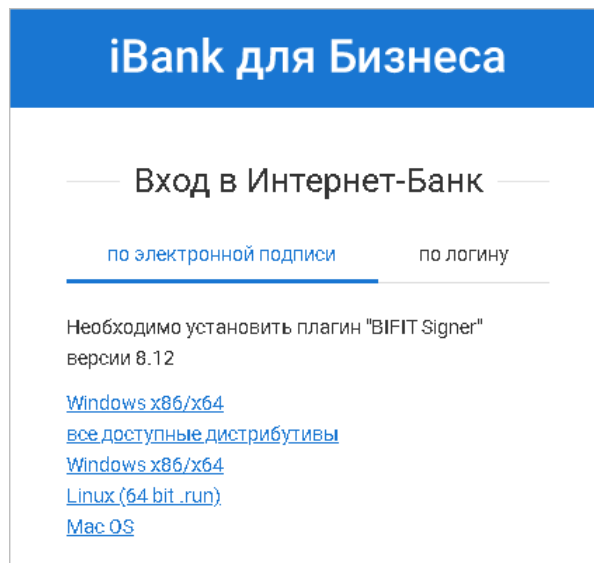 iBank для Бизнеса
Вход в Интернет-Банк
по электронной подписи
по логину
Необходимо установить плагин "BIFIT Signer"
версии 8.12
Windows x86/x64
все доступные дистрибутивы
Windows x86/x64
Linux (64 bit .run)
Mac OS